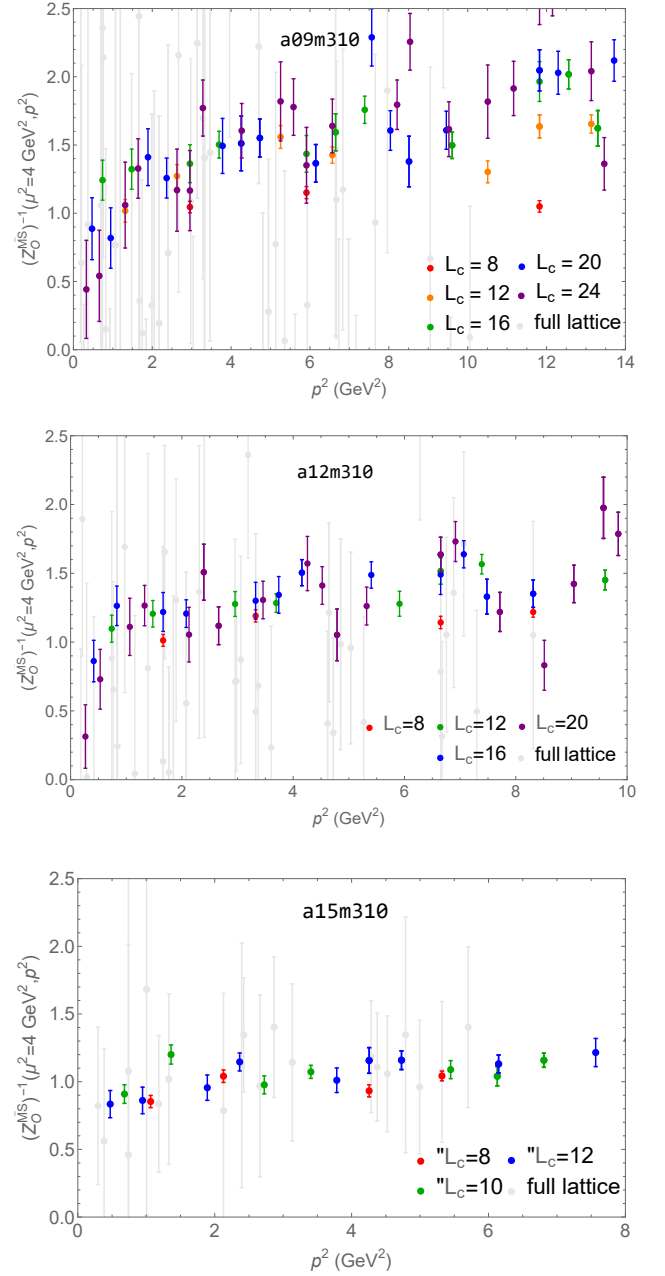 a09m310
2.5
2.0
1.5
1.0
0.5
0.0
(Z_O^{M̅S̅})^{-1}(μ²=4 GeV²,p²)
L_c = 8 L_c = 20
L_c = 12 L_c = 24
L_c = 16 full lattice
0 2 4 6 8 10 12 14
p² (GeV²)
a12m310
2.5
2.0
1.5
1.0
0.5
0.0
(Z_O^{M̅S̅})^{-1}(μ²=4 GeV²,p²)
L_c=8 L_c=12 L_c=20
L_c=16 full lattice
0 2 4 6 8 10
p² (GeV²)
a15m310
2.5
2.0
1.5
1.0
0.5
0.0
(Z_O^{M̅S̅})^{-1}(μ²=4 GeV²,p²)
"L_c=8 "L_c=12
"L_c=10 full lattice
0 2 4 6 8
p² (GeV²)